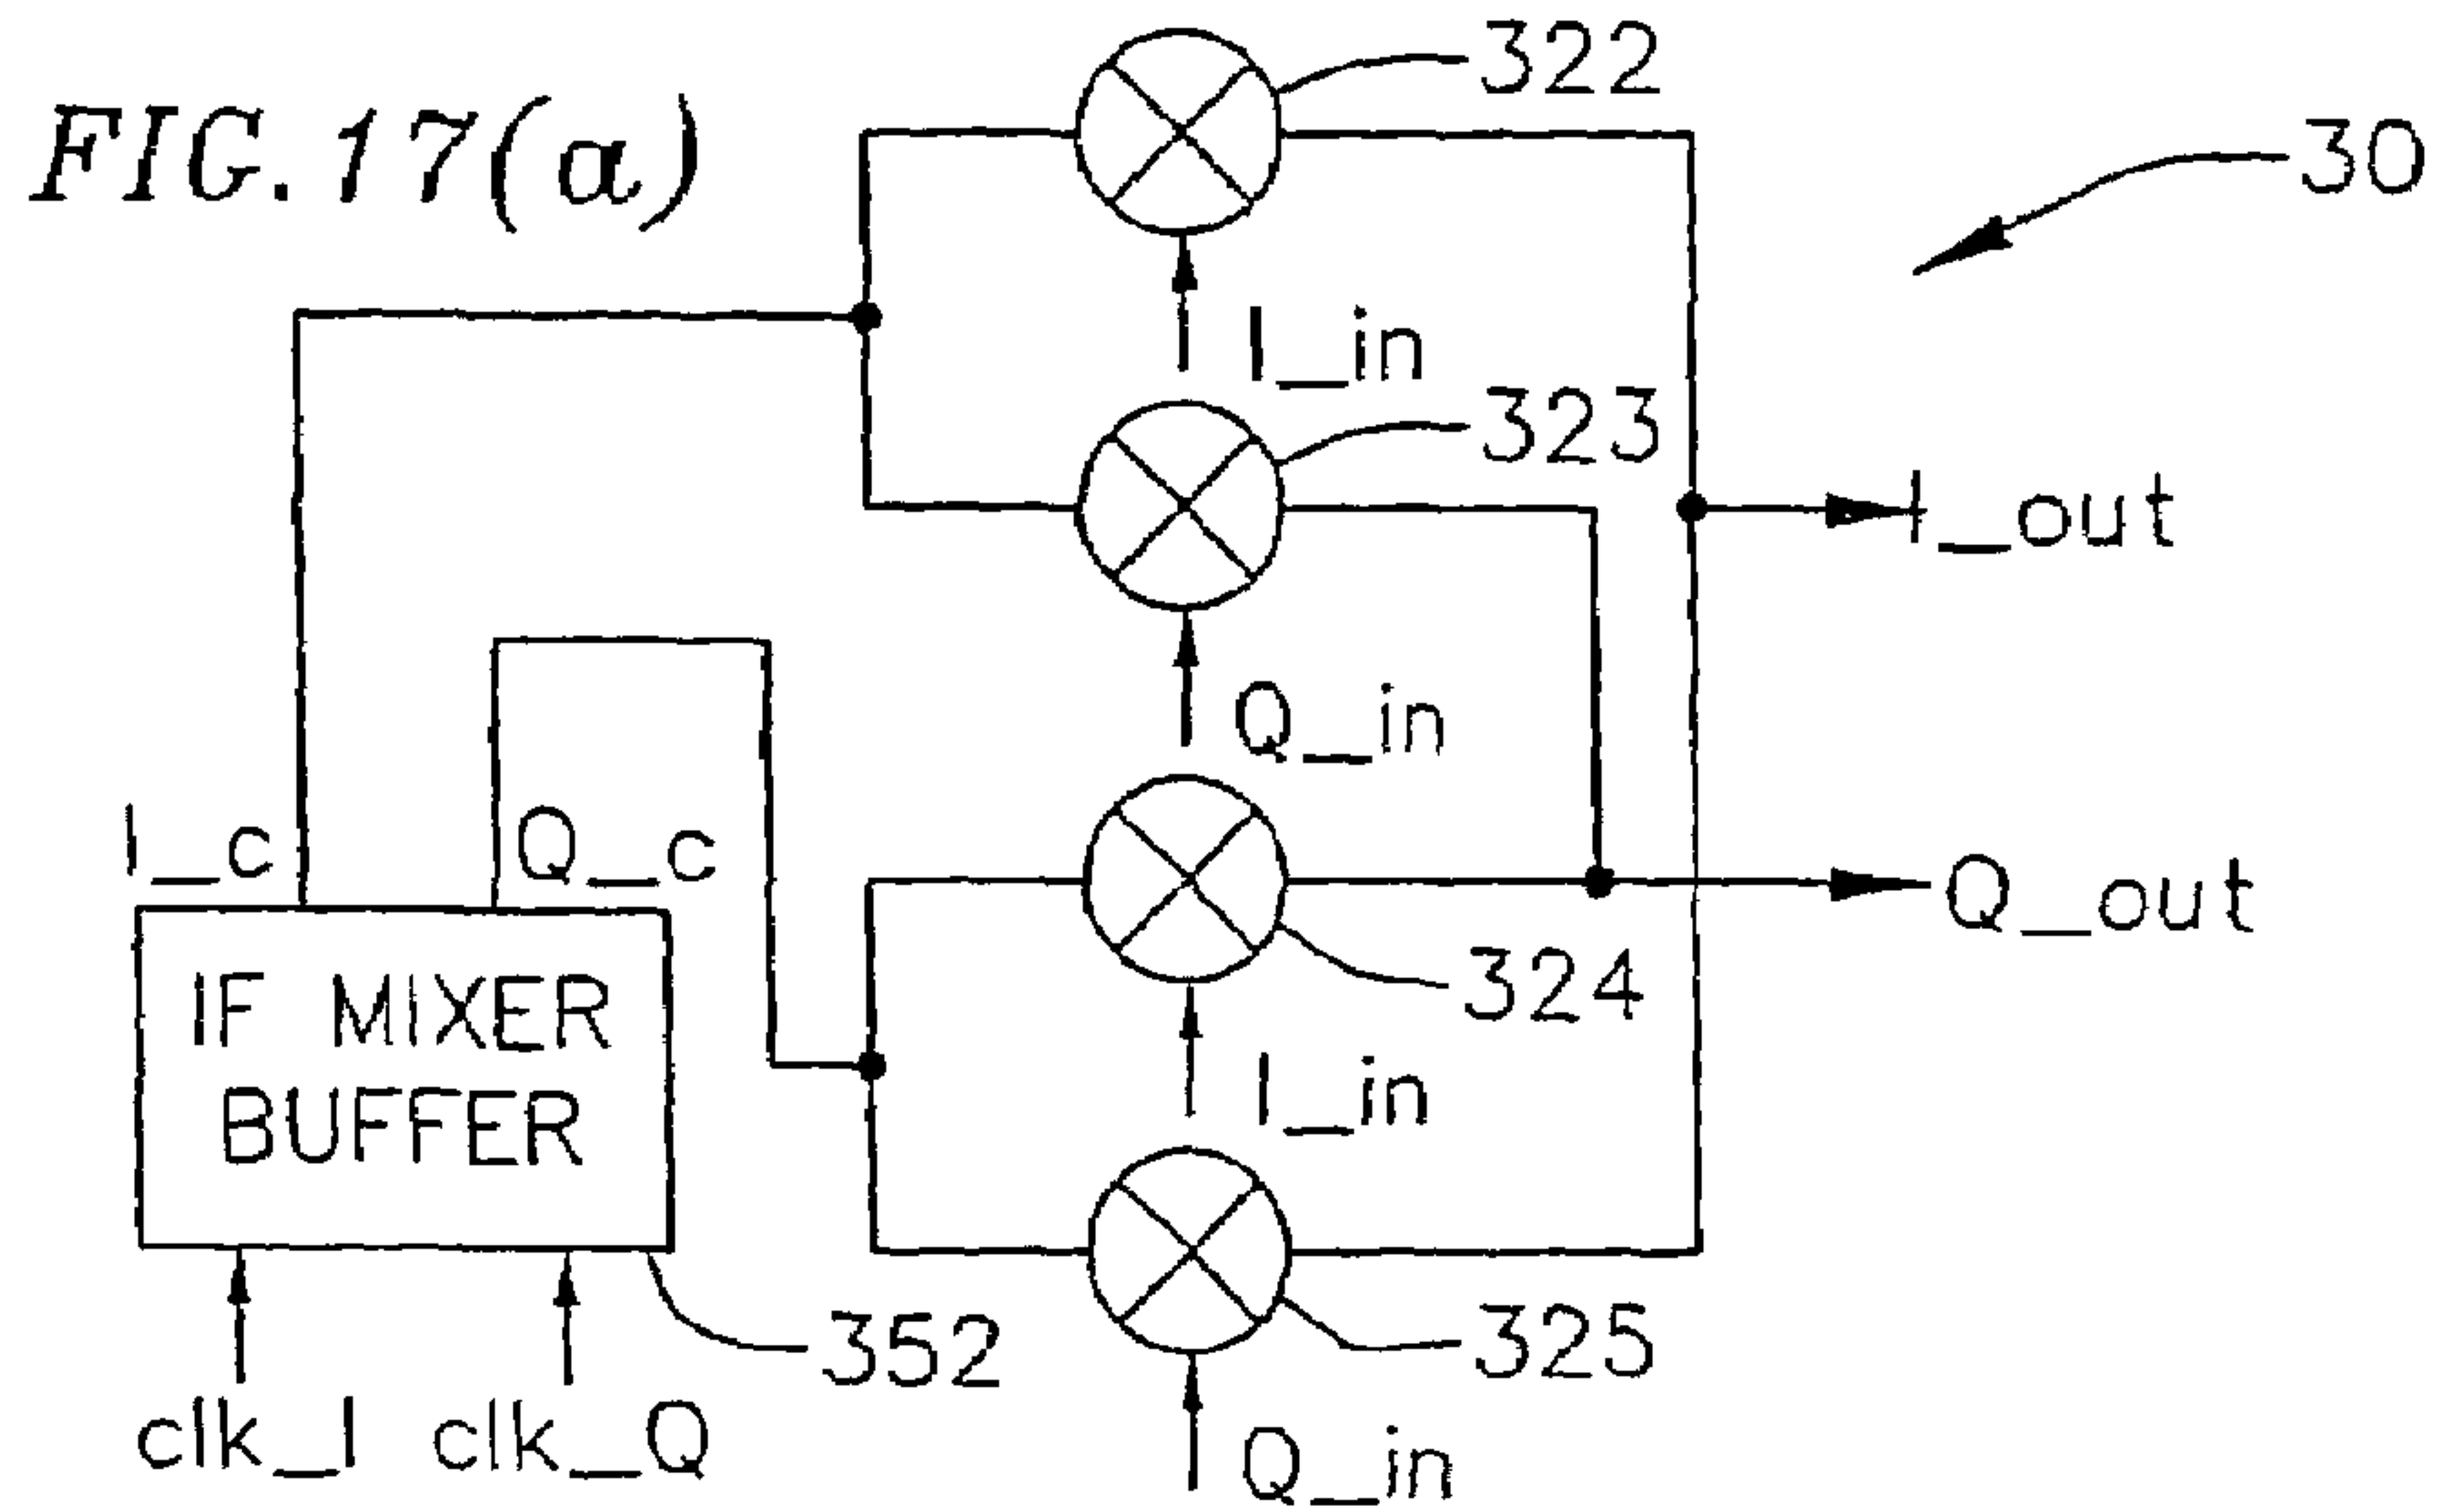 FIG. 17(a)
322
30
I_in
323
I_out
Q_in
I_c
Q_c
Q_out
IF MIXER
BUFFER
324
I_in
352
325
clk_I
clk_Q
Q_in